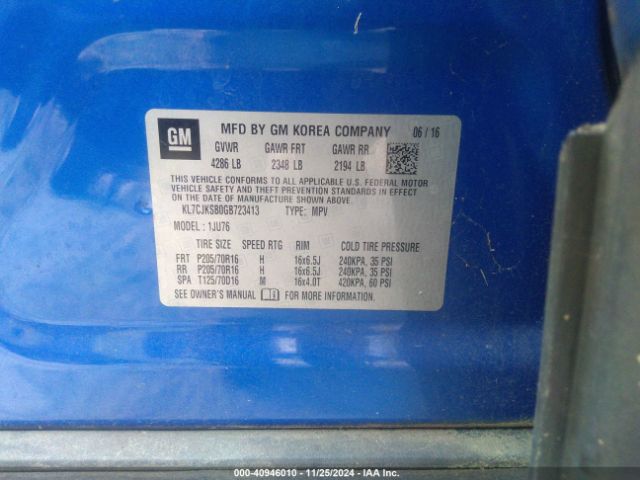 GM MFD BY GM KOREA COMPANY 06 / 16
GVWR GAWR FRT GAWR RR
4286 LB 2348 LB 2194 LB
THIS VEHICLE CONFORMS TO ALL APPLICABLE U.S. FEDERAL MOTOR
VEHICLE SAFETY AND THEFT PREVENTION STANDARDS IN EFFECT
ON THE DATE OF MANUFACTURE SHOWN ABOVE.
KL7CJKSB0GB723413 TYPE: MPV
MODEL : 1JU76
TIRE SIZE SPEED RTG RIM COLD TIRE PRESSURE
FRT P205/70R16 H 16x6.5J 240KPA, 35 PSI
RR P205/70R16 H 16x6.5J 240KPA, 35 PSI
SPA T125/70D16 M 16x4.0T 420KPA, 60 PSI
SEE OWNER'S MANUAL FOR MORE INFORMATION.
000-40946010 - 11/25/2024 - IAA Inc.